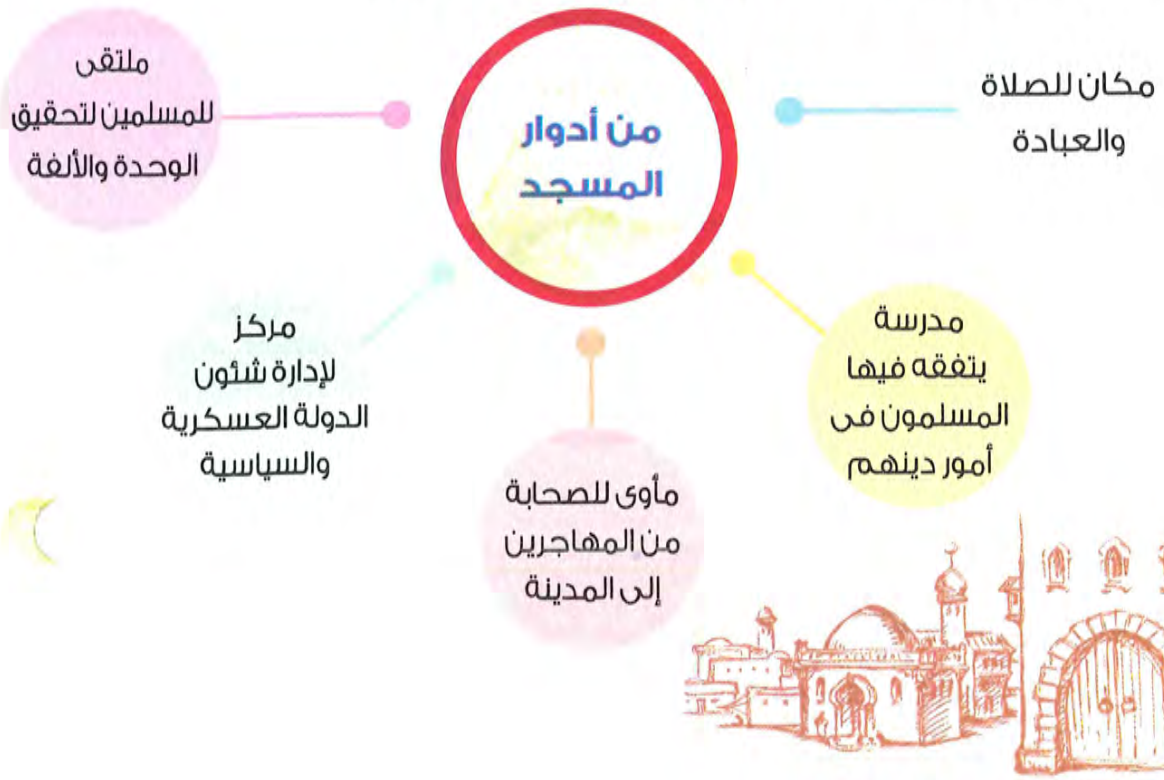 من أدوار
المسجد
مكان للصلاة
والعبادة
مدرسة
يتفقه فيها
المسلمون فى
أمور دينهم
مأوى للصحابة
من المهاجرين
إلى المدينة
مركز
لإدارة شئون
الدولة العسكرية
والسياسية
ملتقى
للمسلمين لتحقيق
الوحدة والألفة